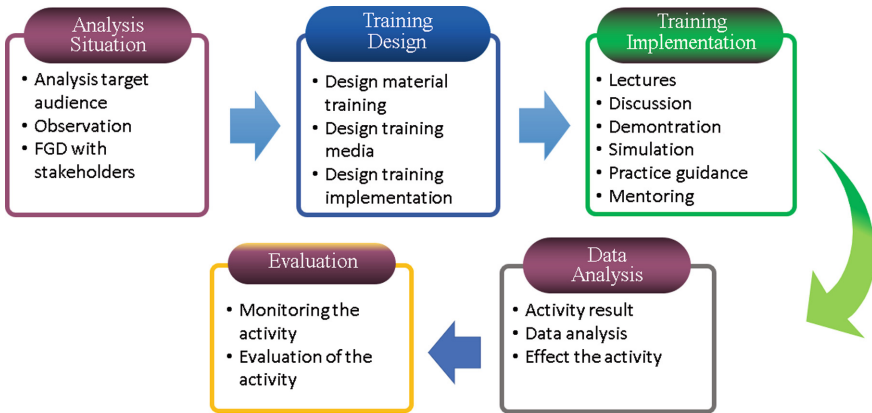 Analysis
Situation
• Analysis target
audience
• Observation
• FGD with
stakeholders
Training
Design
• Design material
training
• Design training
media
• Design training
implementation
Training
Implementation
• Lectures
• Discussion
• Demontration
• Simulation
• Practice guidance
• Mentoring
Data
Analysis
• Activity result
• Data analysis
• Effect the activity
Evaluation
• Monitoring the
activity
• Evaluation of the
activity